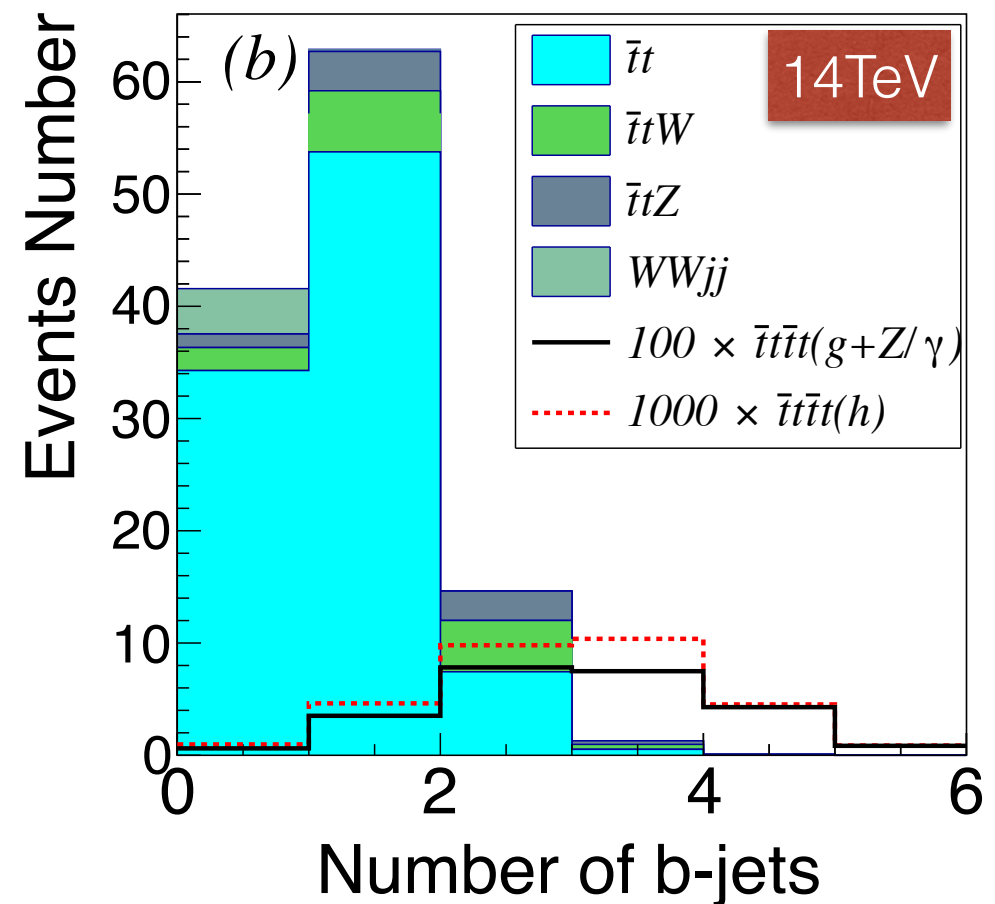 (b)
14TeV
t̄t
t̄tW
t̄tZ
WWjj
100 × t̄tt̄t(g+Z/γ)
1000 × t̄tt̄t(h)
Events Number
60
50
40
30
20
10
0
0 2 4 6
Number of b-jets